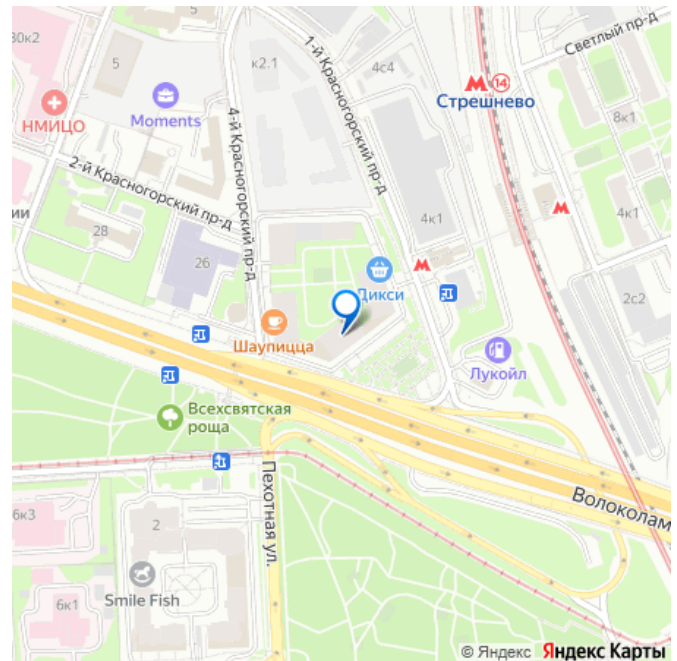 30к2
5
к2.1
1-й Красногорский пр-д
4с4
Светлый пр-д
14
Стрешнево
8к1
НМИЦО
Moments
4-й Красногорский пр-д
2-й Красногорский пр-д
ии
28
26
4к1
4к1
Дикси
2с2
Шаупицца
Лукойл
Всехсвятская
роща
Пехотная ул.
Волоколам
6к3
2
Smile Fish
6к1
© Яндекс Яндекс Карты